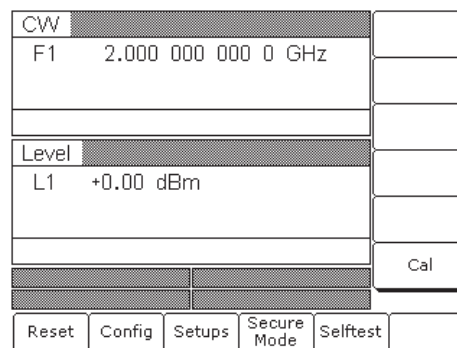 CW
F1 2.000 000 000 0 GHz
Level
L1 +0.00 dBm
Cal
Reset Config Setups Secure Mode Selftest